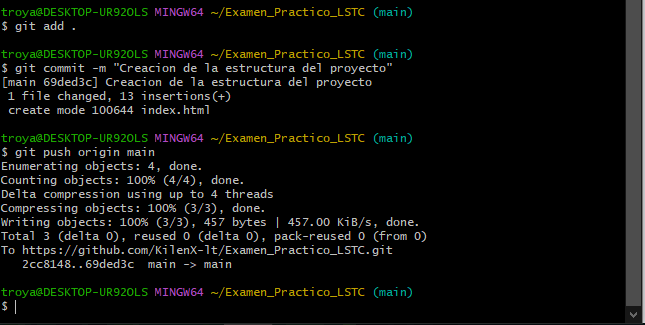 troya@DESKTOP-UR92OLS MINGW64 ~/Examen_Practico_LSTC (main)
$ git add .
troya@DESKTOP-UR92OLS MINGW64 ~/Examen_Practico_LSTC (main)
$ git commit -m "Creacion de la estructura del proyecto"
[main 69ded3c] Creacion de la estructura del proyecto
 1 file changed, 13 insertions(+)
 create mode 100644 index.html
troya@DESKTOP-UR92OLS MINGW64 ~/Examen_Practico_LSTC (main)
$ git push origin main
Enumerating objects: 4, done.
Counting objects: 100% (4/4), done.
Delta compression using up to 4 threads
Compressing objects: 100% (3/3), done.
Writing objects: 100% (3/3), 457 bytes | 457.00 KiB/s, done.
Total 3 (delta 0), reused 0 (delta 0), pack-reused 0 (from 0)
To https://github.com/KilenX-lt/Examen_Practico_LSTC.git
   2cc8148..69ded3c  main -> main
troya@DESKTOP-UR92OLS MINGW64 ~/Examen_Practico_LSTC (main)
$